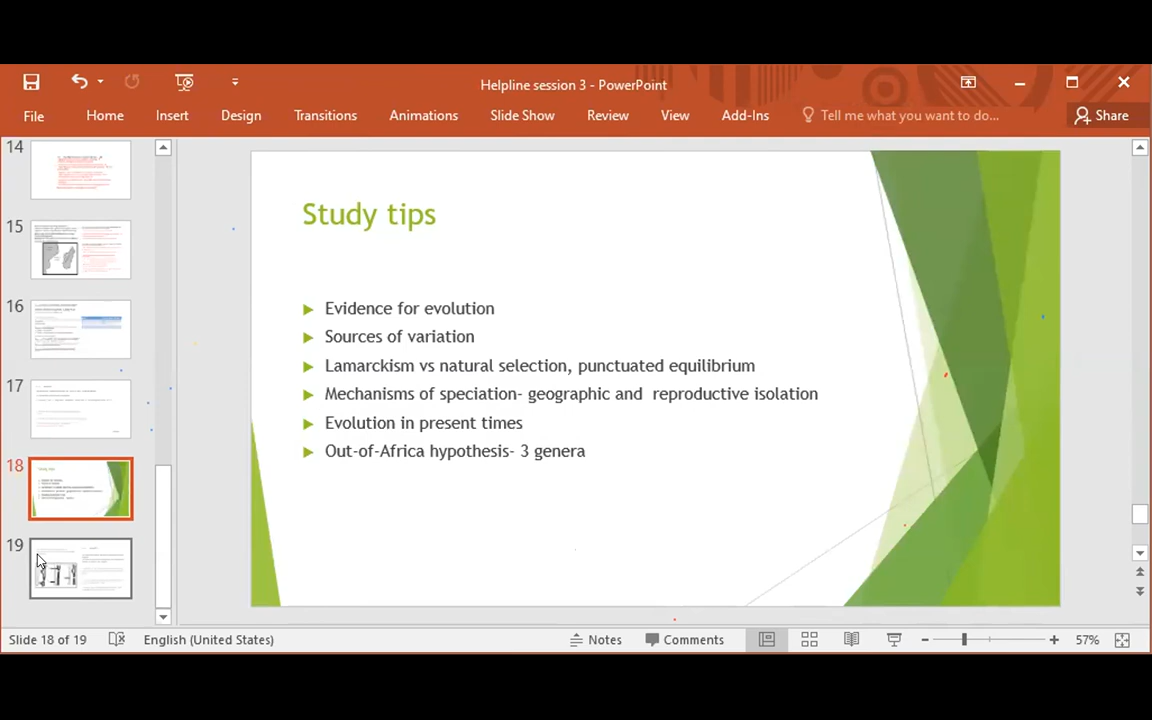 Helpline session 3 - PowerPoint
File Home Insert Design Transitions Animations Slide Show Review View Add-Ins Tell me what you want to do... Share
14
15
16
17
18
19
Study tips
Evidence for evolution
Sources of variation
Lamarckism vs natural selection, punctuated equilibrium
Mechanisms of speciation- geographic and reproductive isolation
Evolution in present times
Out-of-Africa hypothesis- 3 genera
Slide 18 of 19 English (United States) Notes Comments 57%